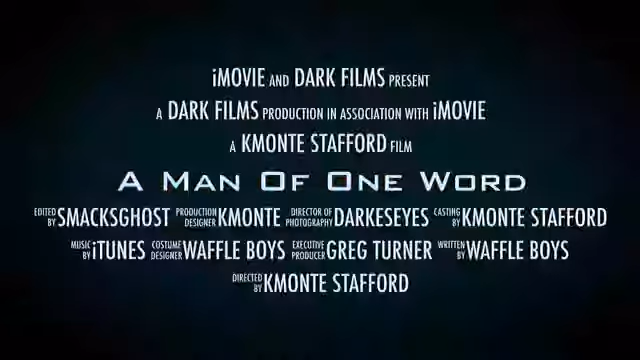 iMOVIE AND DARK FILMS PRESENT
A DARK FILMS PRODUCTION IN ASSOCIATION WITH iMOVIE
A KMONTE STAFFORD FILM
A MAN OF ONE WORD
EDITED BY SMACKSGHOST PRODUCTION DESIGNER KMONTE DIRECTOR OF PHOTOGRAPHY DARKESEYES CASTING BY KMONTE STAFFORD
MUSIC BY iTUNES COSTUME DESIGNER WAFFLE BOYS EXECUTIVE PRODUCER GREG TURNER WRITTEN BY WAFFLE BOYS
DIRECTED BY KMONTE STAFFORD